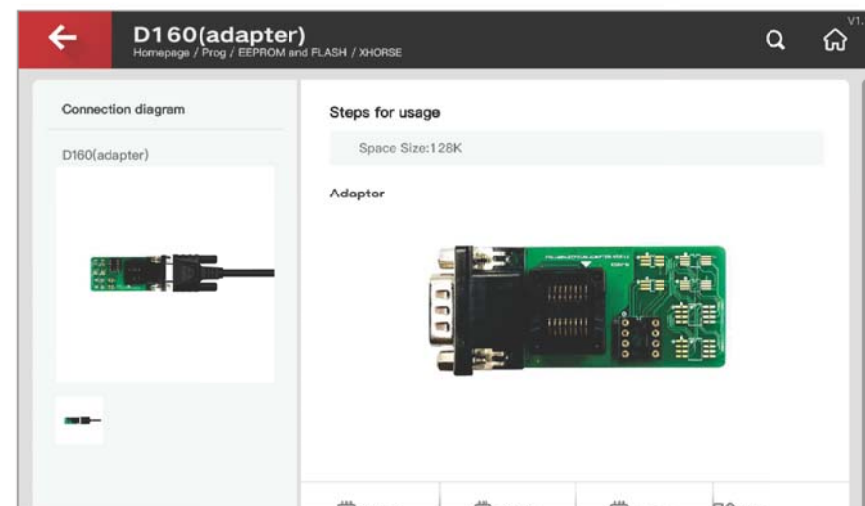 V1.
D160(adapter)
Homepage / Prog / EEPROM and FLASH / XHORSE
Connection diagram
D160(adapter)
Steps for usage
Space Size:128K
Adaptor